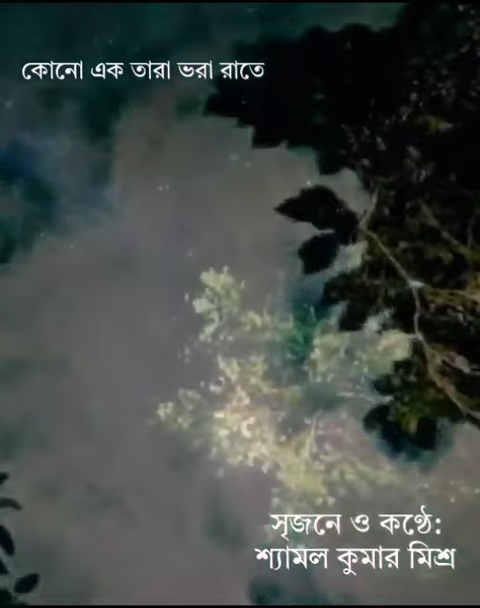 কোনো এক তারা ভরা রাতে
সৃজনে ও কণ্ঠে:
শ্যামল কুমার মিশ্র